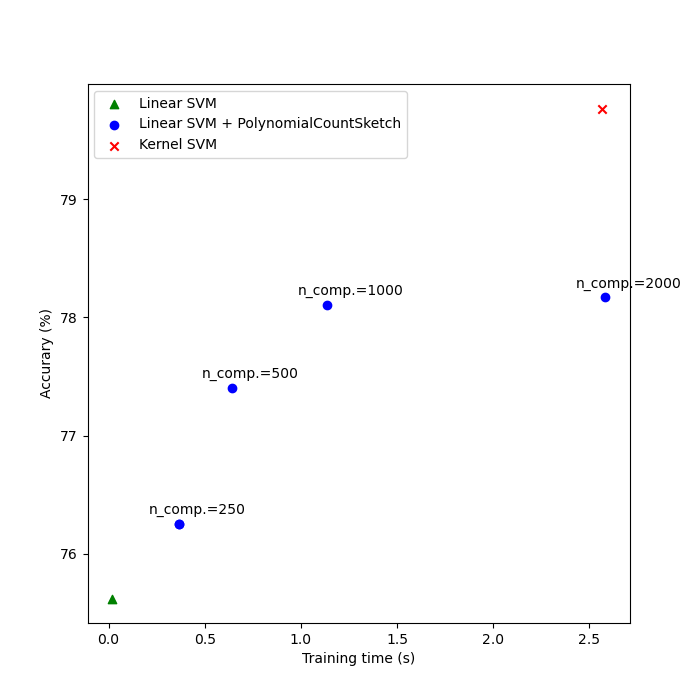 Linear SVM
Linear SVM + PolynomialCountSketch
Kernel SVM
79
78
77
76
Accurary (%)
n_comp.=2000
n_comp.=1000
n_comp.=500
n_comp.=250
0.0 0.5 1.0 1.5 2.0 2.5
Training time (s)